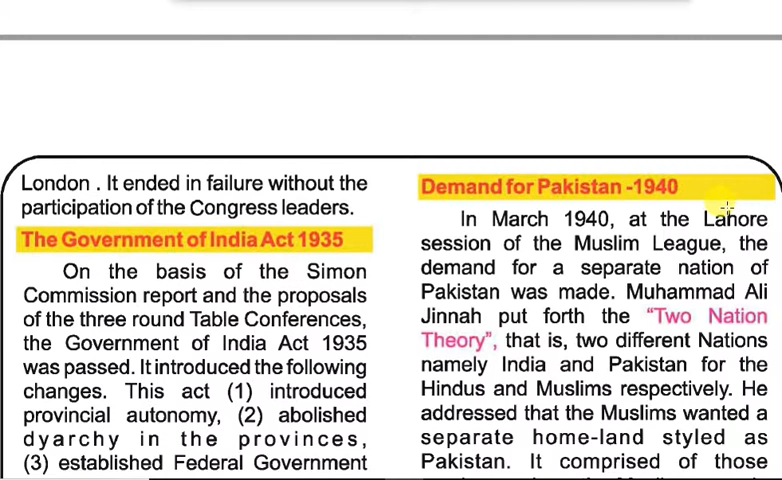 London . It ended in failure without the
participation of the Congress leaders.
The Government of India Act 1935
On the basis of the Simon
Commission report and the proposals
of the three round Table Conferences,
the Government of India Act 1935
was passed. It introduced the following
changes. This act (1) introduced
provincial autonomy, (2) abolished
dyarchy in the provinces,
(3) established Federal Government
Demand for Pakistan -1940
In March 1940, at the Lahore
session of the Muslim League, the
demand for a separate nation of
Pakistan was made. Muhammad Ali
Jinnah put forth the “Two Nation
Theory”, that is, two different Nations
namely India and Pakistan for the
Hindus and Muslims respectively. He
addressed that the Muslims wanted a
separate home-land styled as
Pakistan. It comprised of those